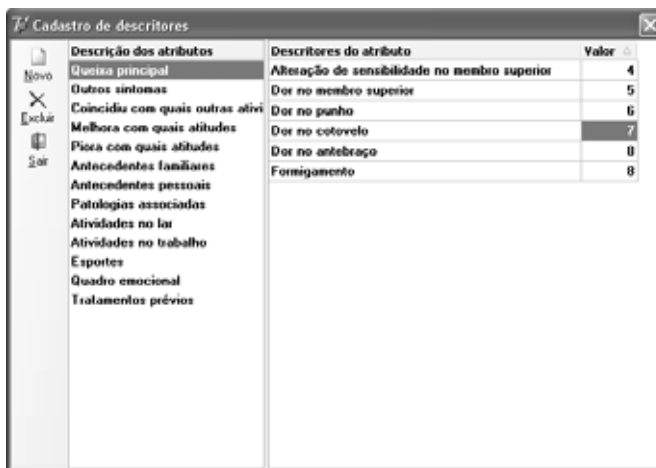 Cadastro de descritores
Novo
Excluir
Sair
Descrição dos atributos
Queixa principal
Outros sintomas
Coincidiu com quais outras ativi
Melhora com quais atitudes
Piora com quais atitudes
Antecedentes familiares
Antecedentes pessoais
Patologias associadas
Atividades no lar
Atividades no trabalho
Esportes
Quadro emocional
Tratamentos prévios
Descritores do atributo Valor
Alteração de sensibilidade no membro superior 4
Dor no membro superior 5
Dor no punho 6
Dor no cotovelo 7
Dor no antebraço 8
Formigamento 8